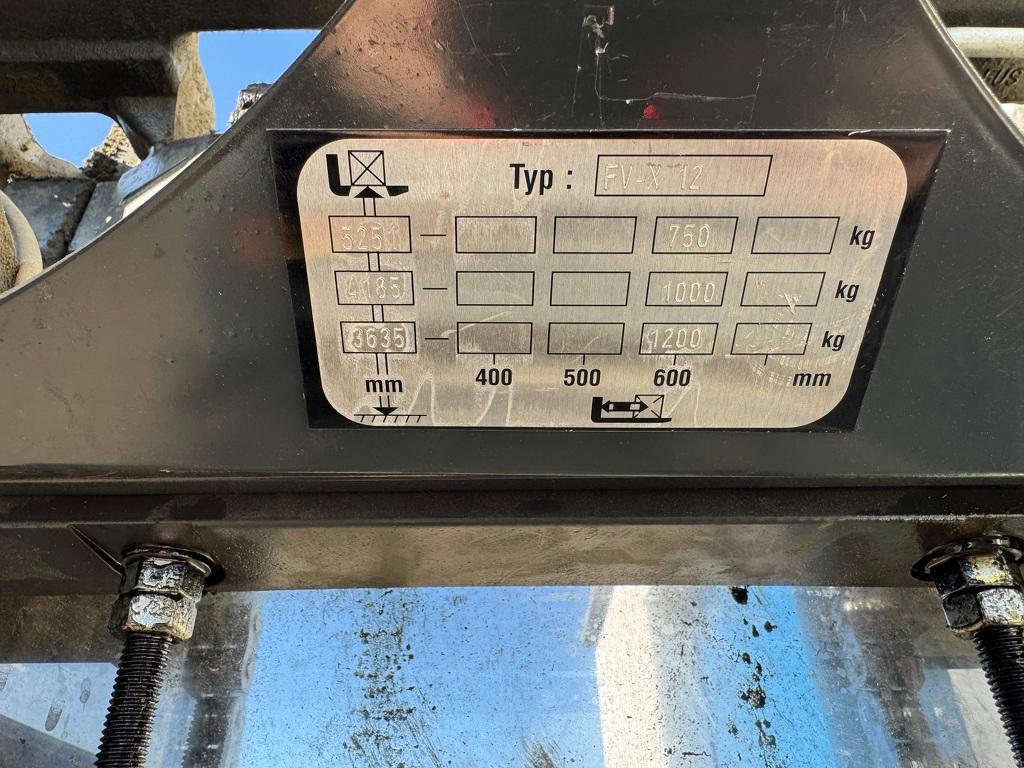 Typ : FV-X 12
5251 750 kg
4185 1000 kg
3635 1200 kg
mm 400 500 600 mm